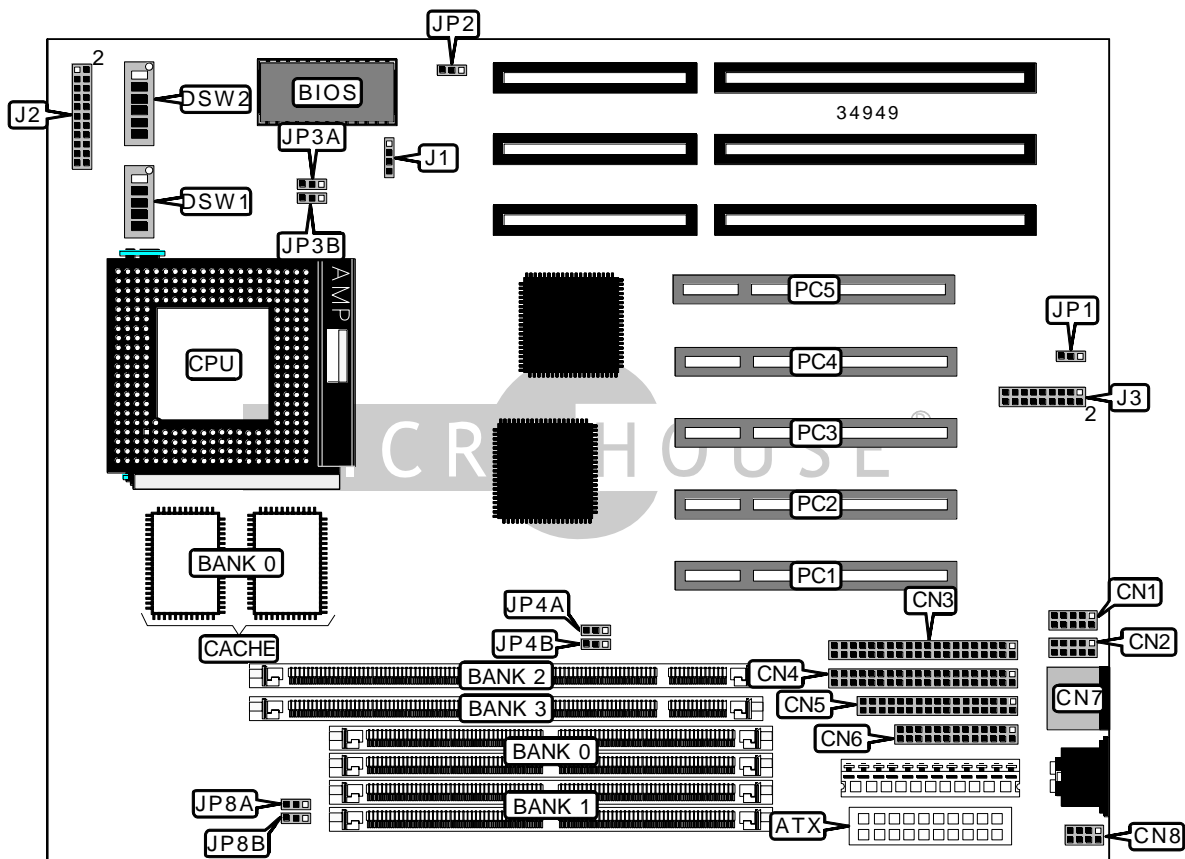 JP2
2
J2
DSW2
BIOS
34949
JP3A
J1
DSW1
JP3B
AMP
PC5
JP1
CPU
PC4
J3
2
PC3
MICR HOUSE ®
PC2
BANK 0
PC1
CN3
CN1
JP4A
CN2
JP4B
CACHE
BANK 2
CN4
CN5
CN7
BANK 3
CN6
BANK 0
JP8A
BANK 1
ATX
JP8B
CN8